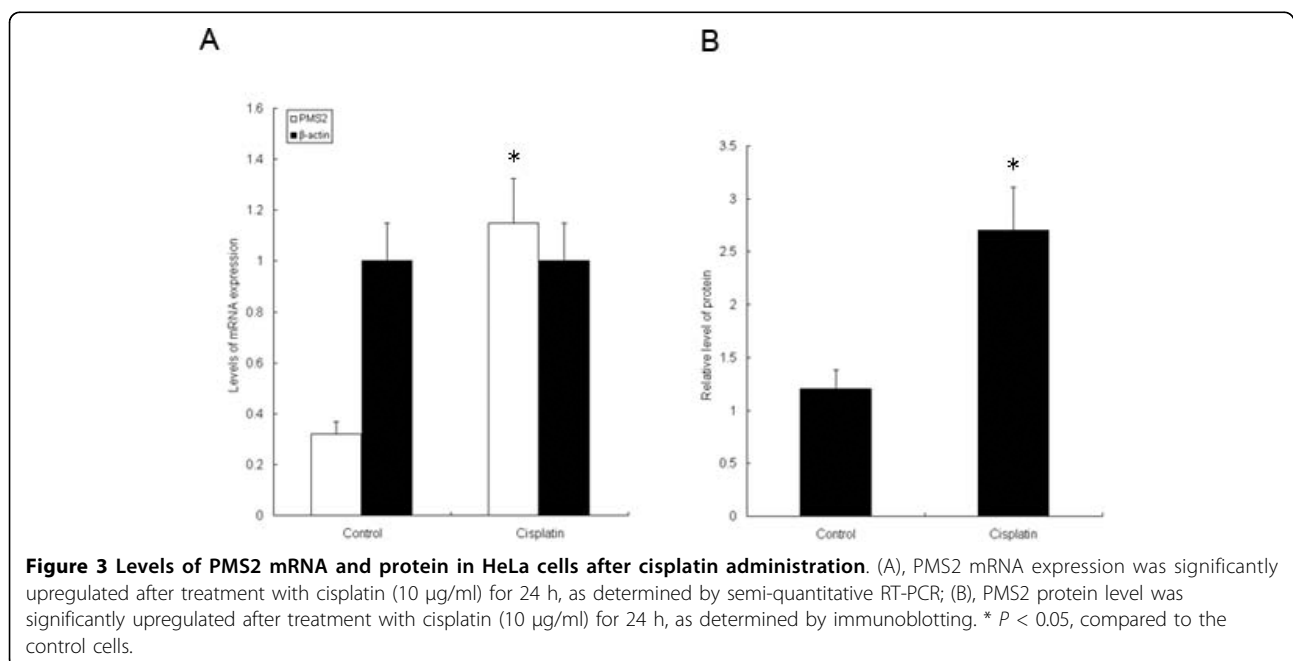 A
B
1.6
1.4
1.2
1
0.8
0.6
0.4
0.2
0
Levels of mRNA expression
PMS2
β-actin
*
Control
Cisplatin
3.5
3
2.5
2
1.5
1
0.5
0
Relative level of protein
*
Control
Cisplatin
Figure 3 Levels of PMS2 mRNA and protein in HeLa cells after cisplatin administration. (A), PMS2 mRNA expression was significantly
upregulated after treatment with cisplatin (10 μg/ml) for 24 h, as determined by semi-quantitative RT-PCR; (B), PMS2 protein level was
significantly upregulated after treatment with cisplatin (10 μg/ml) for 24 h, as determined by immunoblotting. * P < 0.05, compared to the
control cells.